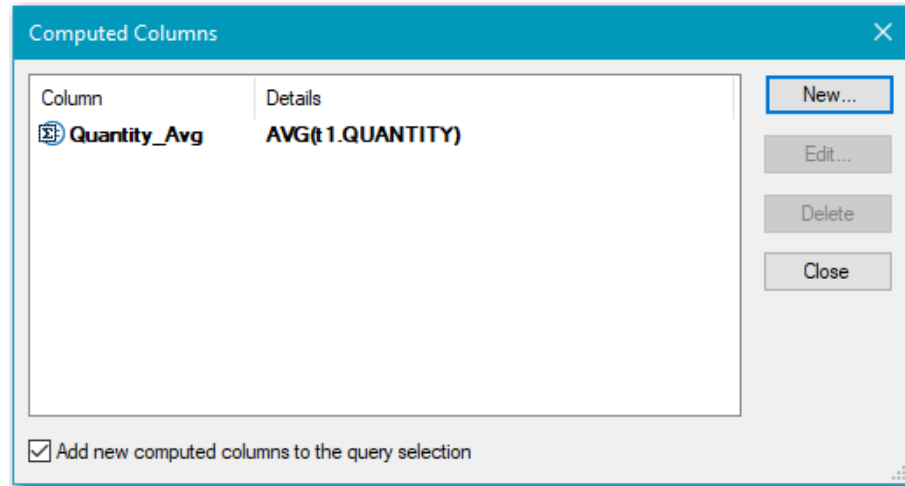 Computed Columns
Column Details
Quantity_Avg AVG(t1.QUANTITY)
New...
Edit...
Delete
Close
Add new computed columns to the query selection